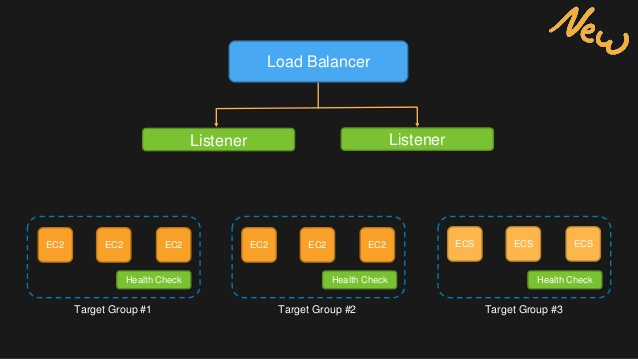 New
Load Balancer
Listener Listener
EC2 EC2 EC2 EC2 EC2 EC2 ECS ECS ECS
Health Check Health Check Health Check
Target Group #1 Target Group #2 Target Group #3